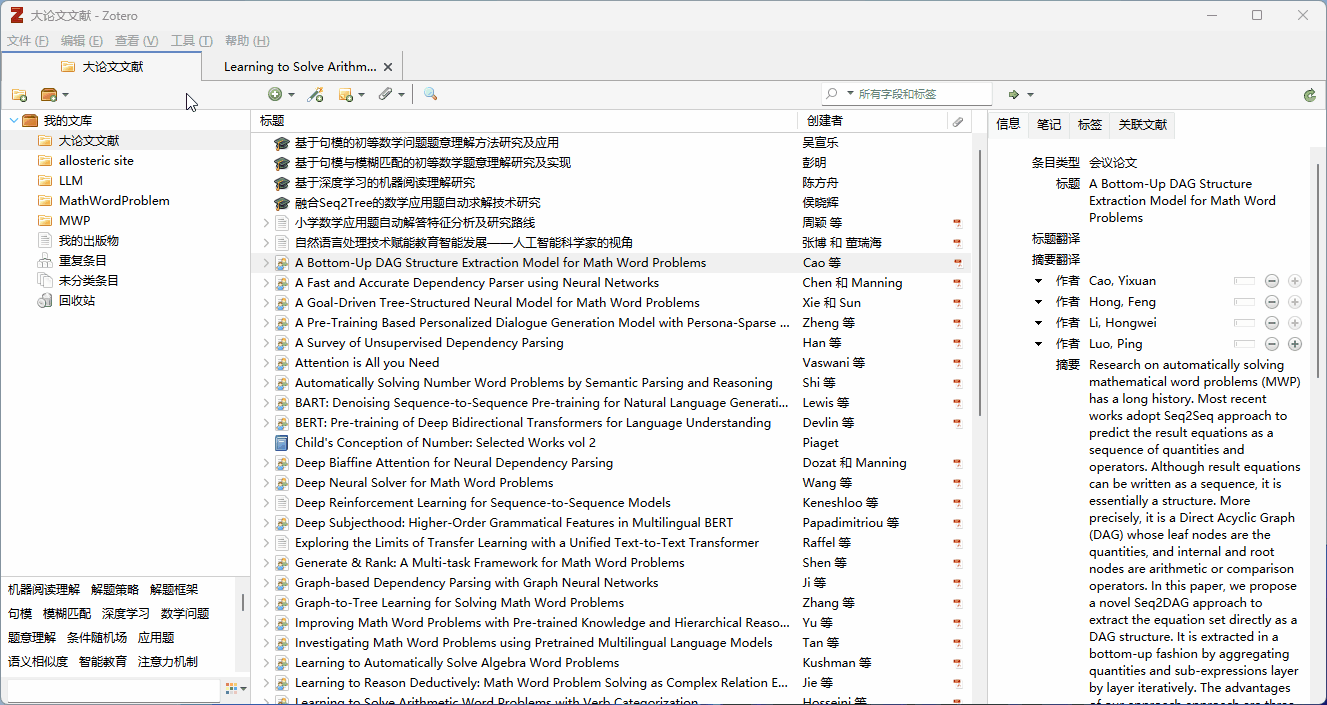 大论文文献 - Zotero
文件 (F) 编辑 (E) 查看 (V) 工具 (T) 帮助 (H)
大论文文献 Learning to Solve Arithm...
所有字段和标签
我的文库
大论文文献
allosteric site
LLM
MathWordProblem
MWP
我的出版物
重复条目
未分类条目
回收站
机器阅读理解 解题策略 解题框架
句模 模糊匹配 深度学习 数学问题
题意理解 条件随机场 应用题
语义相似度 智能教育 注意力机制
标题 创建者
基于句模的初等数学问题题意理解方法研究及应用 吴宣乐
基于句模与模糊匹配的初等数学题意理解研究及实现 彭明
基于深度学习的机器阅读理解研究 陈方舟
融合Seq2Tree的数学应用题自动求解技术研究 侯晓辉
小学数学应用题自动解答特征分析及研究路线 周颖 等
自然语言处理技术赋能教育智能发展——人工智能科学家的视角 张博 和 董瑞海
A Bottom-Up DAG Structure Extraction Model for Math Word Problems Cao 等
A Fast and Accurate Dependency Parser using Neural Networks Chen 和 Manning
A Goal-Driven Tree-Structured Neural Model for Math Word Problems Xie 和 Sun
A Pre-Training Based Personalized Dialogue Generation Model with Persona-Sparse ... Zheng 等
A Survey of Unsupervised Dependency Parsing Han 等
Attention is All you Need Vaswani 等
Automatically Solving Number Word Problems by Semantic Parsing and Reasoning Shi 等
BART: Denoising Sequence-to-Sequence Pre-training for Natural Language Generati... Lewis 等
BERT: Pre-training of Deep Bidirectional Transformers for Language Understanding Devlin 等
Child's Conception of Number: Selected Works vol 2 Piaget
Deep Biaffine Attention for Neural Dependency Parsing Dozat 和 Manning
Deep Neural Solver for Math Word Problems Wang 等
Deep Reinforcement Learning for Sequence-to-Sequence Models Keneshloo 等
Deep Subjecthood: Higher-Order Grammatical Features in Multilingual BERT Papadimitriou 等
Exploring the Limits of Transfer Learning with a Unified Text-to-Text Transformer Raffel 等
Generate & Rank: A Multi-task Framework for Math Word Problems Shen 等
Graph-based Dependency Parsing with Graph Neural Networks Ji 等
Graph-to-Tree Learning for Solving Math Word Problems Zhang 等
Improving Math Word Problems with Pre-trained Knowledge and Hierarchical Reaso... Yu 等
Investigating Math Word Problems using Pretrained Multilingual Language Models Tan 等
Learning to Automatically Solve Algebra Word Problems Kushman 等
Learning to Reason Deductively: Math Word Problem Solving as Complex Relation E... Jie 等
Learning to Solve Arithmetic Word Problems with Verb Categorization Hosseini 等
信息 笔记 标签 关联文献
条目类型 会议论文
标题 A Bottom-Up DAG Structure
Extraction Model for Math Word
Problems
标题翻译
摘要翻译
作者 Cao, Yixuan
作者 Hong, Feng
作者 Li, Hongwei
作者 Luo, Ping
摘要 Research on automatically solving
mathematical word problems (MWP)
has a long history. Most recent
works adopt Seq2Seq approach to
predict the result equations as a
sequence of quantities and
operators. Although result equations
can be written as a sequence, it is
essentially a structure. More
precisely, it is a Direct Acyclic Graph
(DAG) whose leaf nodes are the
quantities, and internal and root
nodes are arithmetic or comparison
operators. In this paper, we propose
a novel Seq2DAG approach to
extract the equation set directly as a
DAG structure. It is extracted in a
bottom-up fashion by aggregating
quantities and sub-expressions layer
by layer iteratively. The advantages
of our approach approach are three